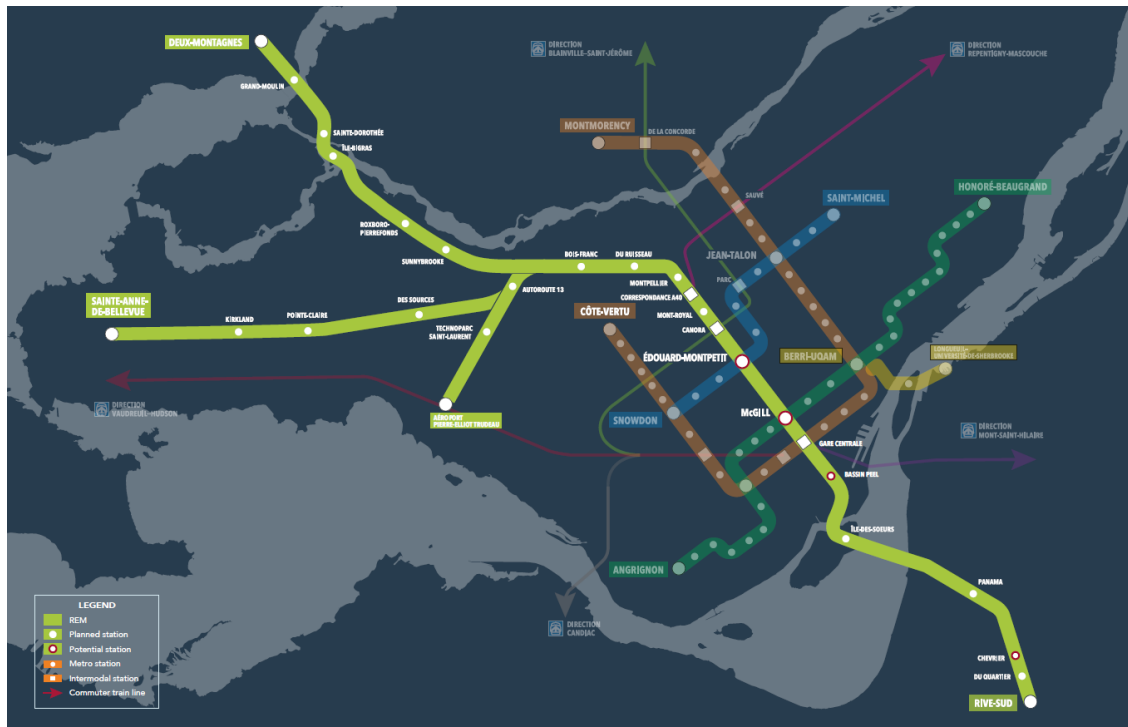 DEUX-MONTAGNES
GRAND-MOULIN
SAINTE-DOROTHÉE
ÎLE-BIGRAS
ROXBORO-
PIERREFONDS
SUNNYBROOKE
BOIS-FRANC
DU RUISSEAU
MONTPELLIER
CORRESPONDANCE A40
MONT-ROYAL
CANORA
ÉDOUARD-MONTPETIT
McGILL
GARE CENTRALE
BASSIN PEEL
ÎLE-DES-SOEURS
PANAMA
CHEVRIER
DU QUARTIER
RIVE-SUD
SAINTE-ANNE-
DE-BELLEVUE
KIRKLAND
POINTE-CLAIRE
DES SOURCES
AUTOROUTE 13
TECHNOPARC
SAINT-LAURENT
AÉROPORT
PIERRE-ELLIOT TRUDEAU
DIRECTION
BLAINVILLE-SAINT-JÉRÔME
DIRECTION
REPENTIGNY-MASCOUCHE
MONTMORENCY
DE LA CONCORDE
SAUVÉ
SAINT-MICHEL
HONORÉ-BEAUGRAND
JEAN-TALON
PARC
CÔTE-VERTU
BERRI-UQAM
LONGUEUIL–
UNIVERSITÉ-DE-SHERBROOKE
SNOWDON
DIRECTION
VAUDREUIL-HUDSON
DIRECTION
MONT-SAINT-HILAIRE
ANGRIGNON
DIRECTION
CANDIAC
LEGEND
REM
Planned station
Potential station
Metro station
Intermodal station
Commuter train line